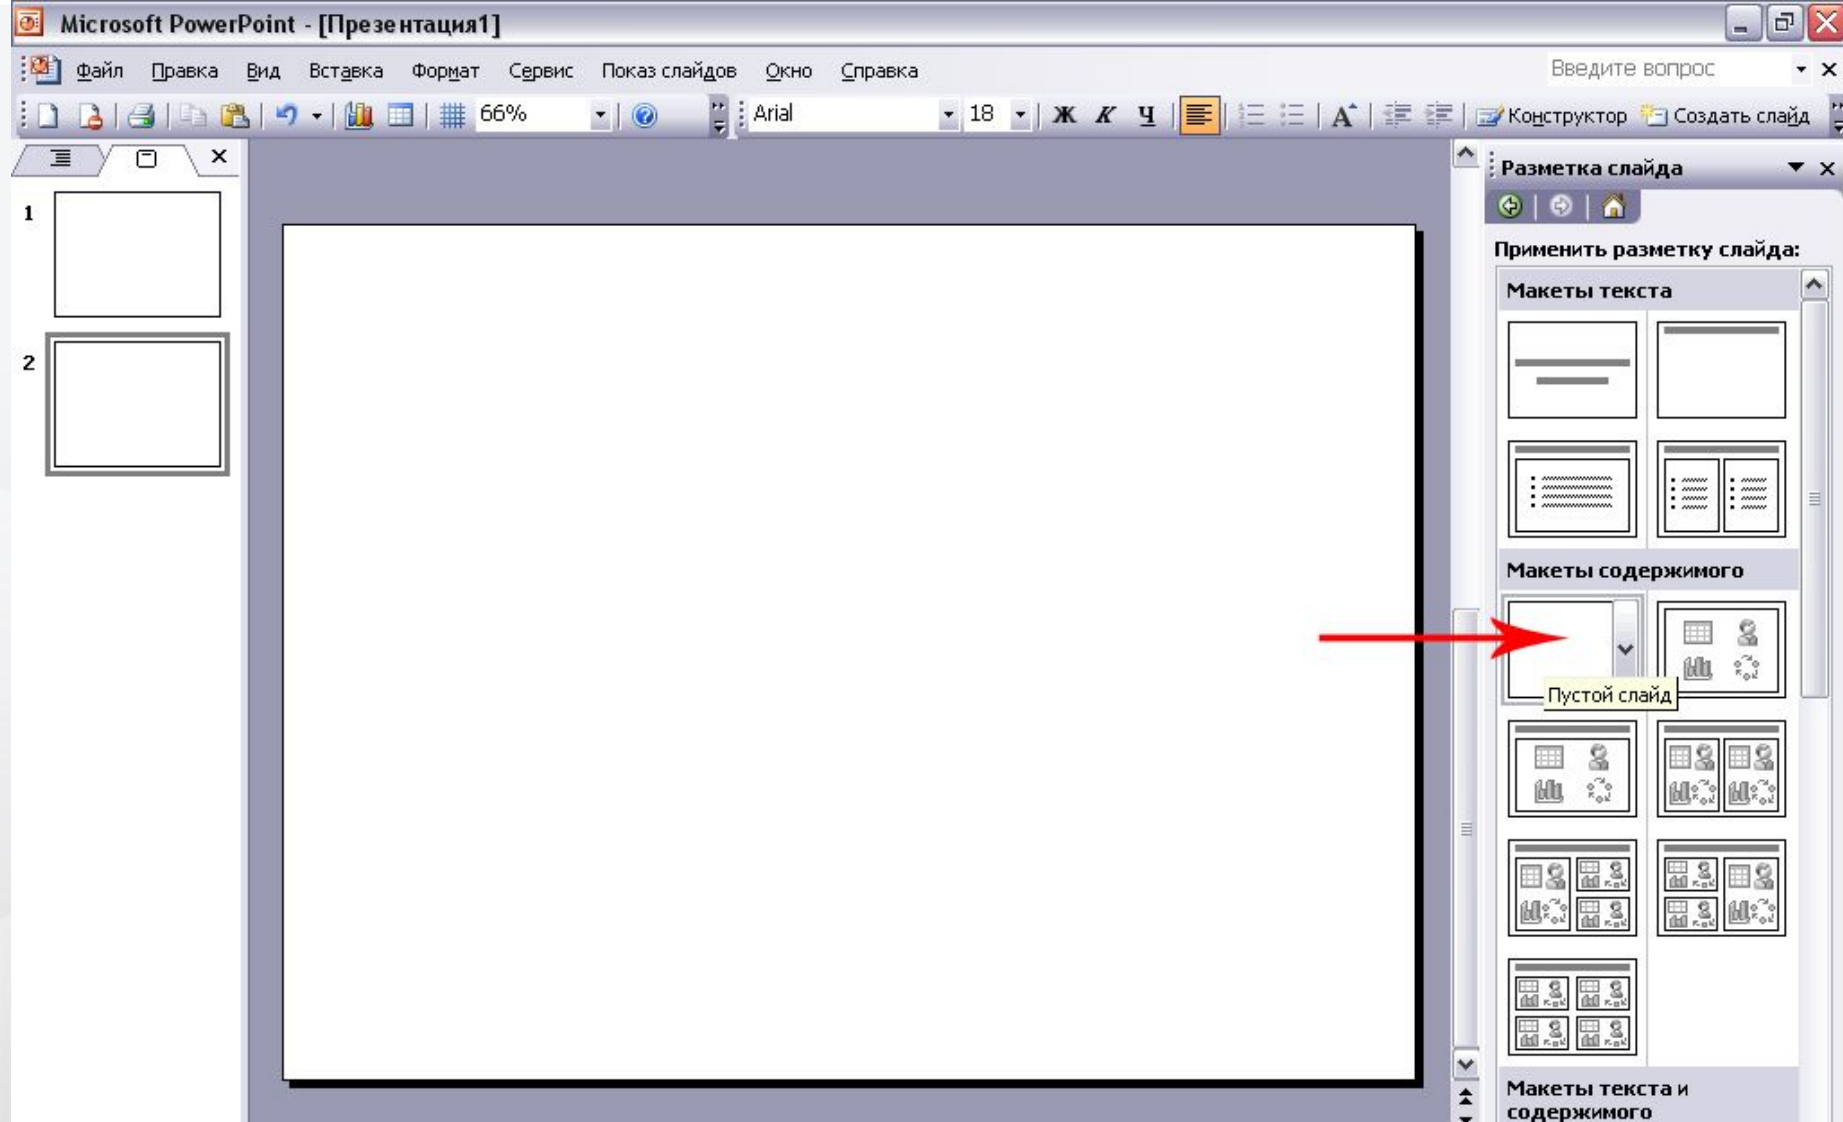 Microsoft PowerPoint - [Презентация1]
Файл Правка Вид Вставка Формат Сервис Показ слайдов Окно Справка Введите вопрос
66% Arial 18 Ж К Ч А Конструктор Создать слайд
Разметка слайда
1
Применить разметку слайда:
Макеты текста
2
Макеты содержимого
Пустой слайд
Макеты текста и
содержимого